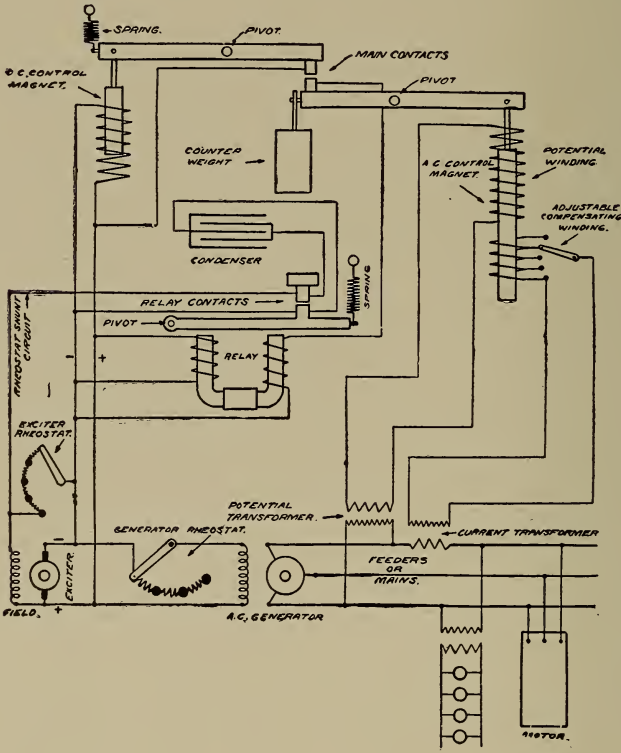 SPRING.
PIVOT.
MAIN CONTACTS
D.C. CONTROL
MAGNET.
PIVOT
COUNTER
WEIGHT
A.C. CONTROL
MAGNET.
POTENTIAL
WINDING.
ADJUSTABLE
COMPENSATING
WINDING.
CONDENSER
RELAY CONTACTS
SPRING
PIVOT
RHEOSTAT SHUNT
CIRCUIT
- +
RELAY
EXCITER
RHEOSTAT.
POTENTIAL
TRANSFORMER.
GENERATOR RHEOSTAT.
CURRENT TRANSFORMER
-
EXCITER.
FEEDERS
OR
MAINS.
+
FIELD.
A.C. GENERATOR
MOTOR.